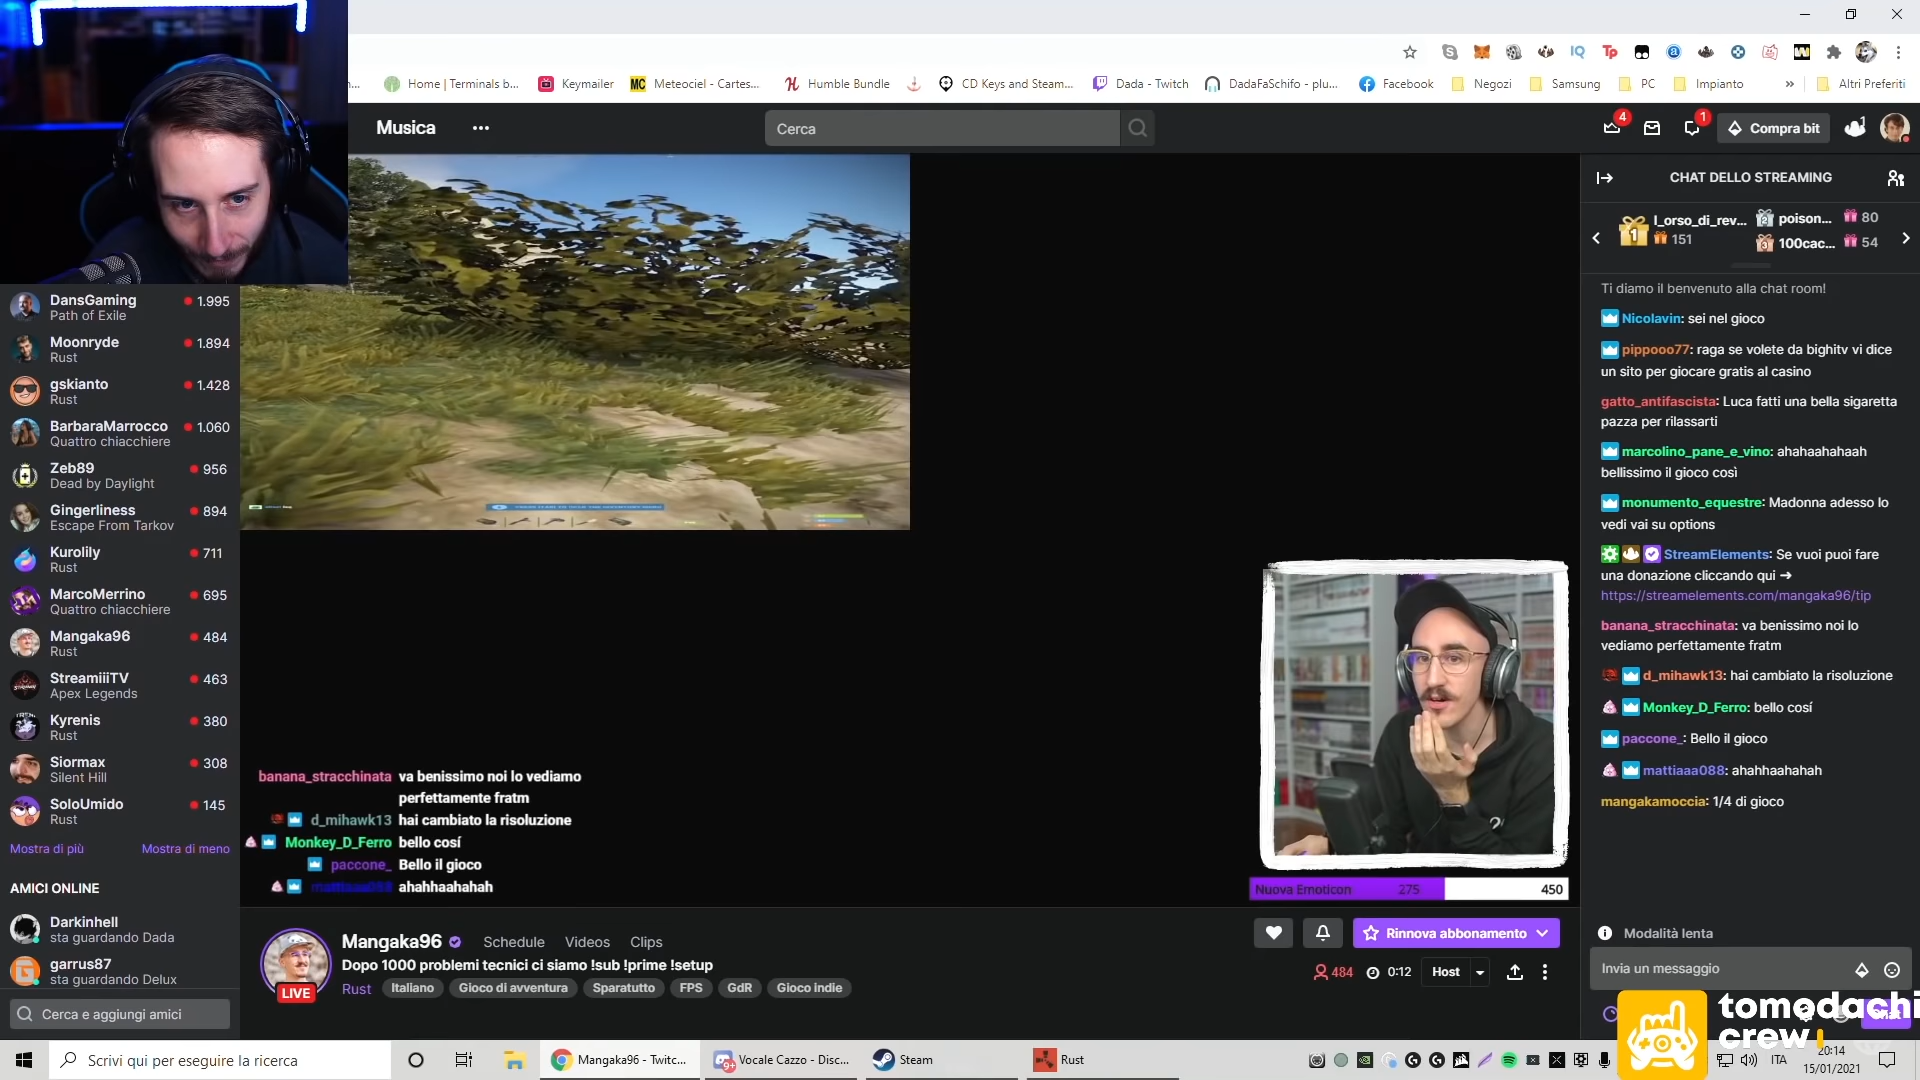 Home | Terminals b...
Keymailer
MC Meteociel - Cartes...
Humble Bundle
CD Keys and Steam...
Dada - Twitch
DadaFaSchifo - plu...
Facebook
Negozi
Samsung
PC
Impianto
»
Altri Preferiti
IQ
Tp
Musica
Cerca
4
1
Compra bit
1
CHAT DELLO STREAMING
1
l_orso_di_rev...
151
poison...
80
100cac...
54
DansGaming
1.995
Path of Exile
Moonryde
1.894
Rust
gskianto
1.428
Rust
BarbaraMarrocco
1.060
Quattro chiacchiere
Zeb89
956
Dead by Daylight
Gingerliness
894
Escape From Tarkov
Kurolily
711
Rust
MarcoMerrino
695
Quattro chiacchiere
Mangaka96
484
Rust
StreamiiiTV
463
Apex Legends
Kyrenis
380
Rust
Siormax
308
Silent Hill
SoloUmido
145
Rust
Mostra di più
Mostra di meno
AMICI ONLINE
Darkinhell
sta guardando Dada
garrus87
sta guardando Delux
Cerca e aggiungi amici
banana_stracchinata va benissimo noi lo vediamo
perfettamente fratm
d_mihawk13 hai cambiato la risoluzione
Monkey_D_Ferro bello cosí
paccone_ Bello il gioco
mattiaaa088 ahahhaahahah
Nuova Emoticon 275 450
Mangaka96
Schedule
Videos
Clips
Dopo 1000 problemi tecnici ci siamo !sub !prime !setup
Rust
Italiano
Gioco di avventura
Sparatutto
FPS
GdR
Gioco indie
LIVE
Rinnova abbonamento
484
0:12
Host
Ti diamo il benvenuto alla chat room!
Nicolavin: sei nel gioco
pippooo77: raga se volete da bighitv vi dice
un sito per giocare gratis al casino
gatto_antifascista: Luca fatti una bella sigaretta
pazza per rilassarti
marcolino_pane_e_vino: ahahaahahaah
bellissimo il gioco così
monumento_equestre: Madonna adesso lo
vedi vai su options
StreamElements: Se vuoi puoi fare
una donazione cliccando qui ➜
https://streamelements.com/mangaka96/tip
banana_stracchinata: va benissimo noi lo
vediamo perfettamente fratm
d_mihawk13: hai cambiato la risoluzione
Monkey_D_Ferro: bello cosí
paccone_: Bello il gioco
mattiaaa088: ahahhaahahah
mangakamoccia: 1/4 di gioco
Modalità lenta
Invia un messaggio
tomodachi
crew
Scrivi qui per eseguire la ricerca
Mangaka96 - Twitc...
9+
Vocale Cazzo - Disc...
Steam
Rust
ITA
20:14
15/01/2021